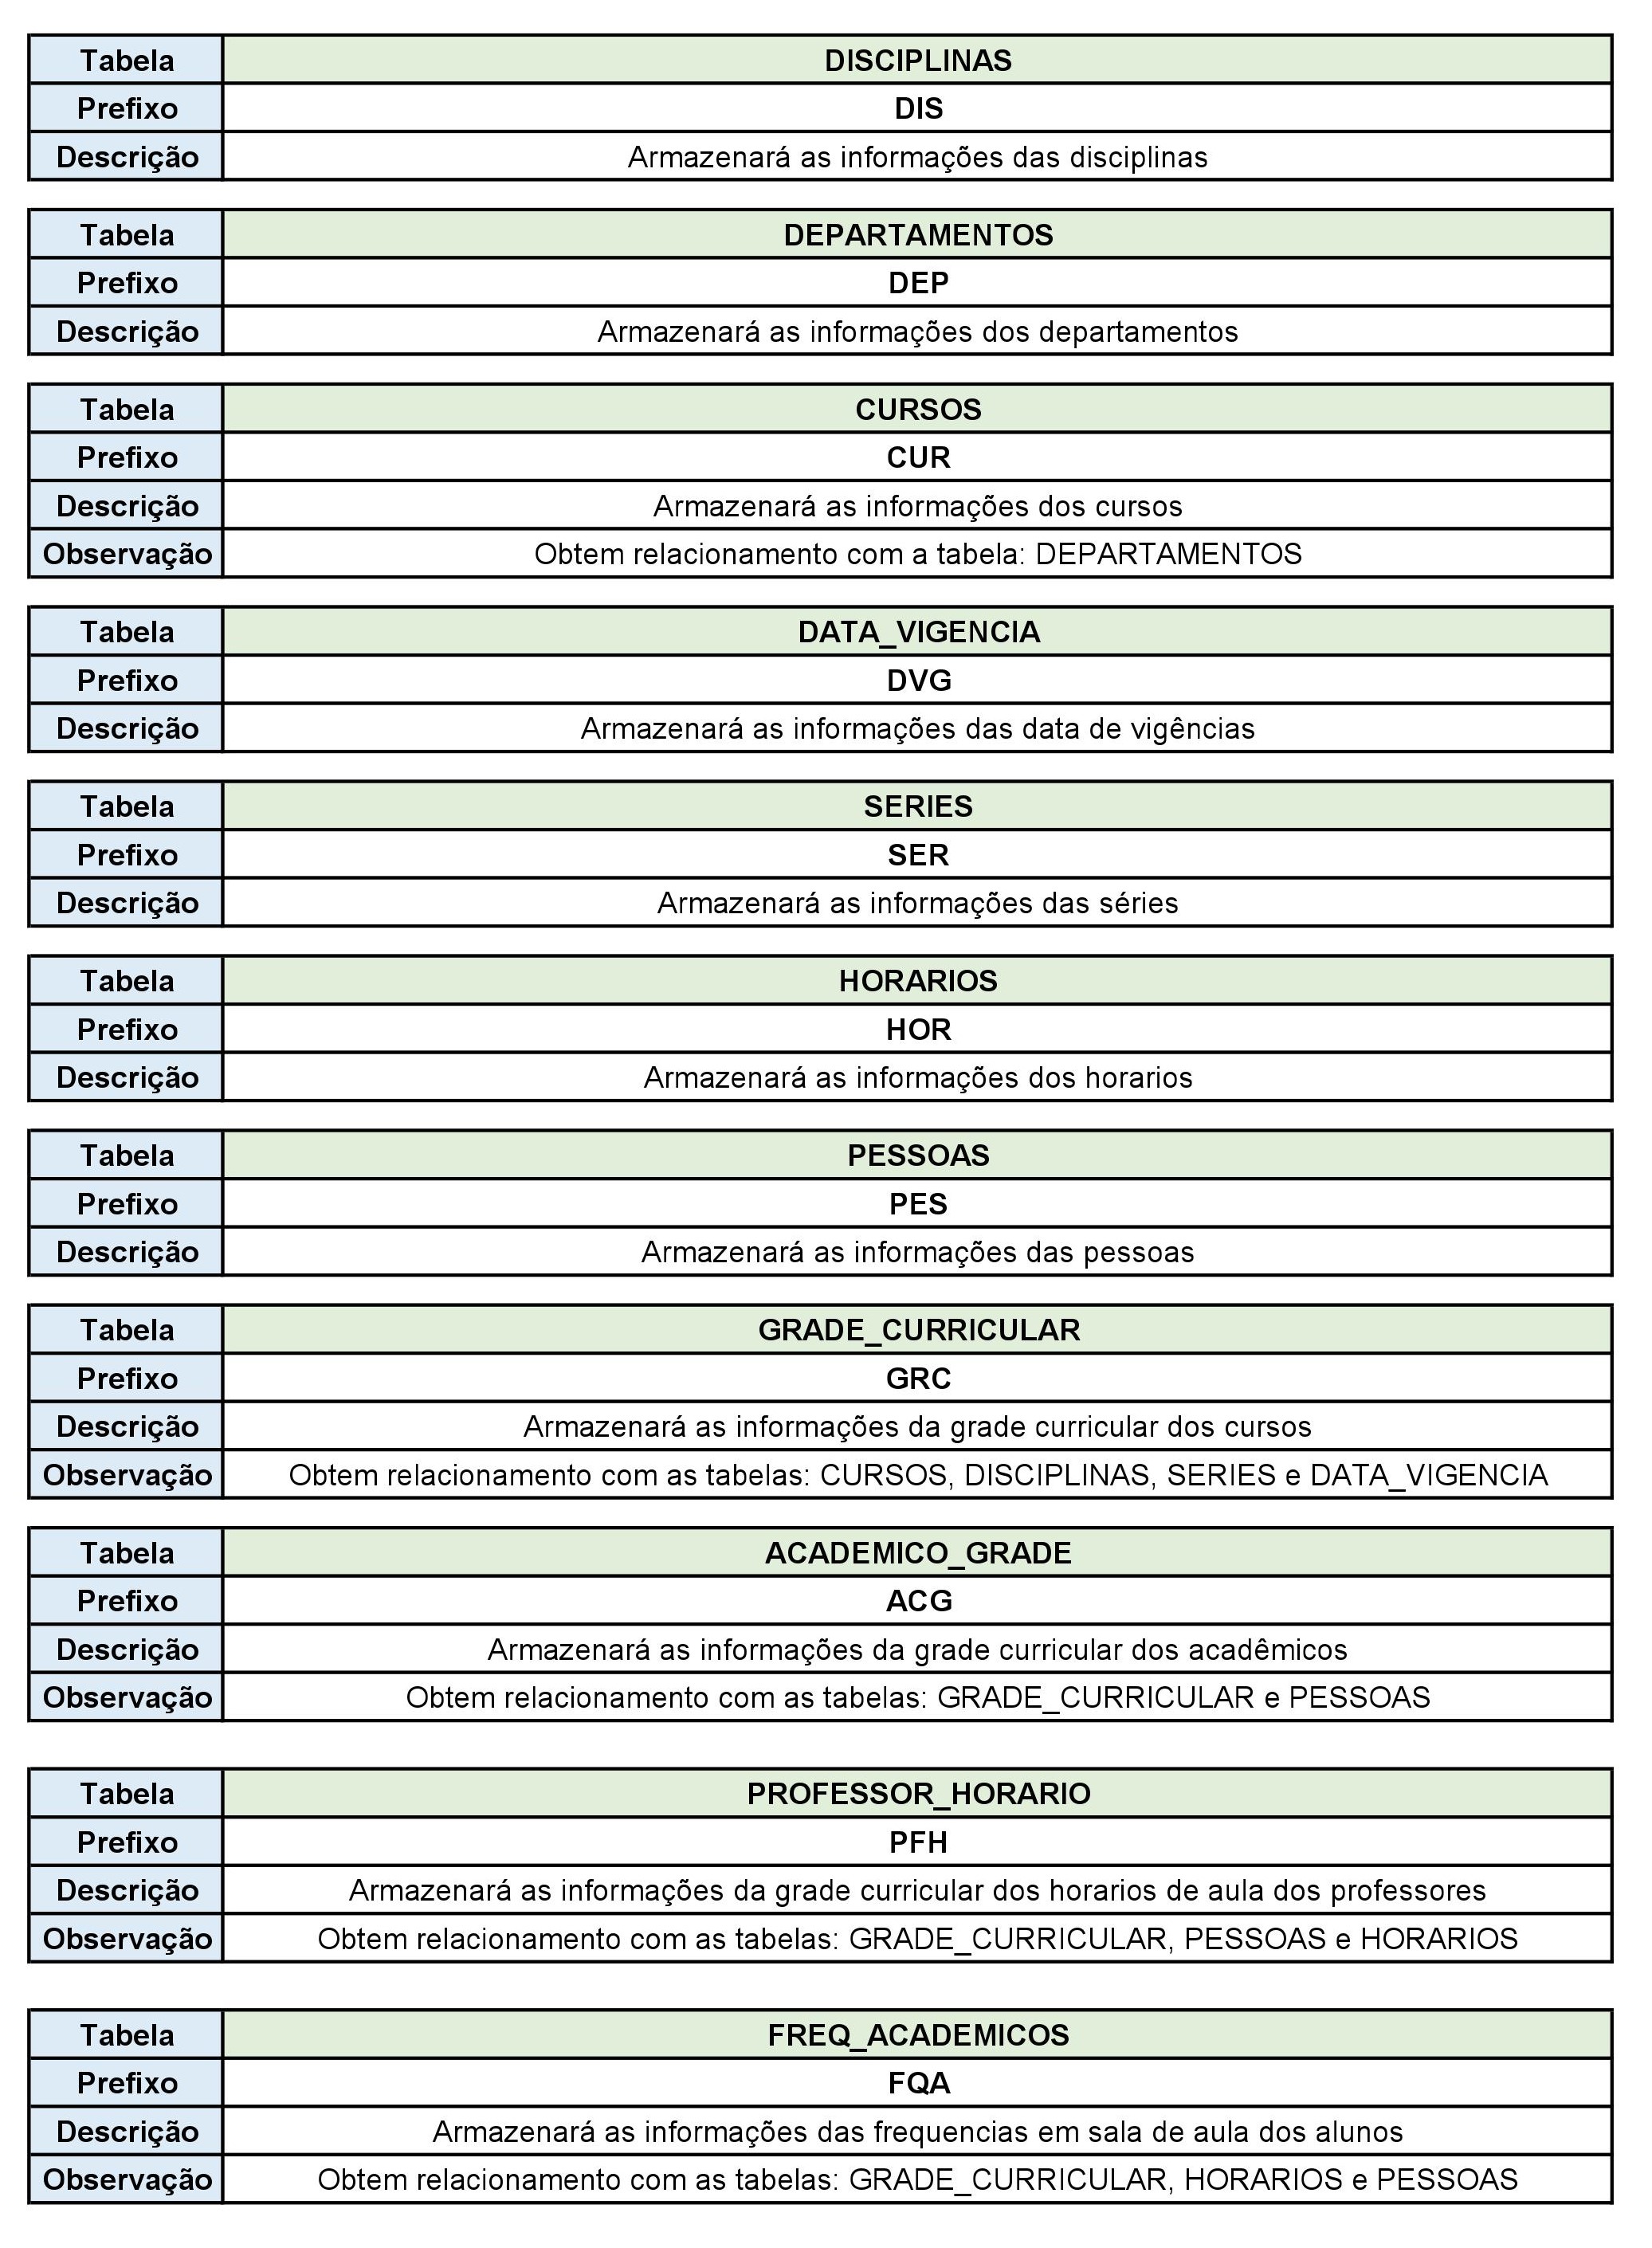 Tabela DISCIPLINAS
Prefixo DIS
Descrição Armazenará as informações das disciplinas
Tabela DEPARTAMENTOS
Prefixo DEP
Descrição Armazenará as informações dos departamentos
Tabela CURSOS
Prefixo CUR
Descrição Armazenará as informações dos cursos
Observação Obtem relacionamento com a tabela: DEPARTAMENTOS
Tabela DATA_VIGENCIA
Prefixo DVG
Descrição Armazenará as informações das data de vigências
Tabela SERIES
Prefixo SER
Descrição Armazenará as informações das séries
Tabela HORARIOS
Prefixo HOR
Descrição Armazenará as informações dos horarios
Tabela PESSOAS
Prefixo PES
Descrição Armazenará as informações das pessoas
Tabela GRADE_CURRICULAR
Prefixo GRC
Descrição Armazenará as informações da grade curricular dos cursos
Observação Obtem relacionamento com as tabelas: CURSOS, DISCIPLINAS, SERIES e DATA_VIGENCIA
Tabela ACADEMICO_GRADE
Prefixo ACG
Descrição Armazenará as informações da grade curricular dos acadêmicos
Observação Obtem relacionamento com as tabelas: GRADE_CURRICULAR e PESSOAS
Tabela PROFESSOR_HORARIO
Prefixo PFH
Descrição Armazenará as informações da grade curricular dos horarios de aula dos professores
Observação Obtem relacionamento com as tabelas: GRADE_CURRICULAR, PESSOAS e HORARIOS
Tabela FREQ_ACADEMICOS
Prefixo FQA
Descrição Armazenará as informações das frequencias em sala de aula dos alunos
Observação Obtem relacionamento com as tabelas: GRADE_CURRICULAR, HORARIOS e PESSOAS